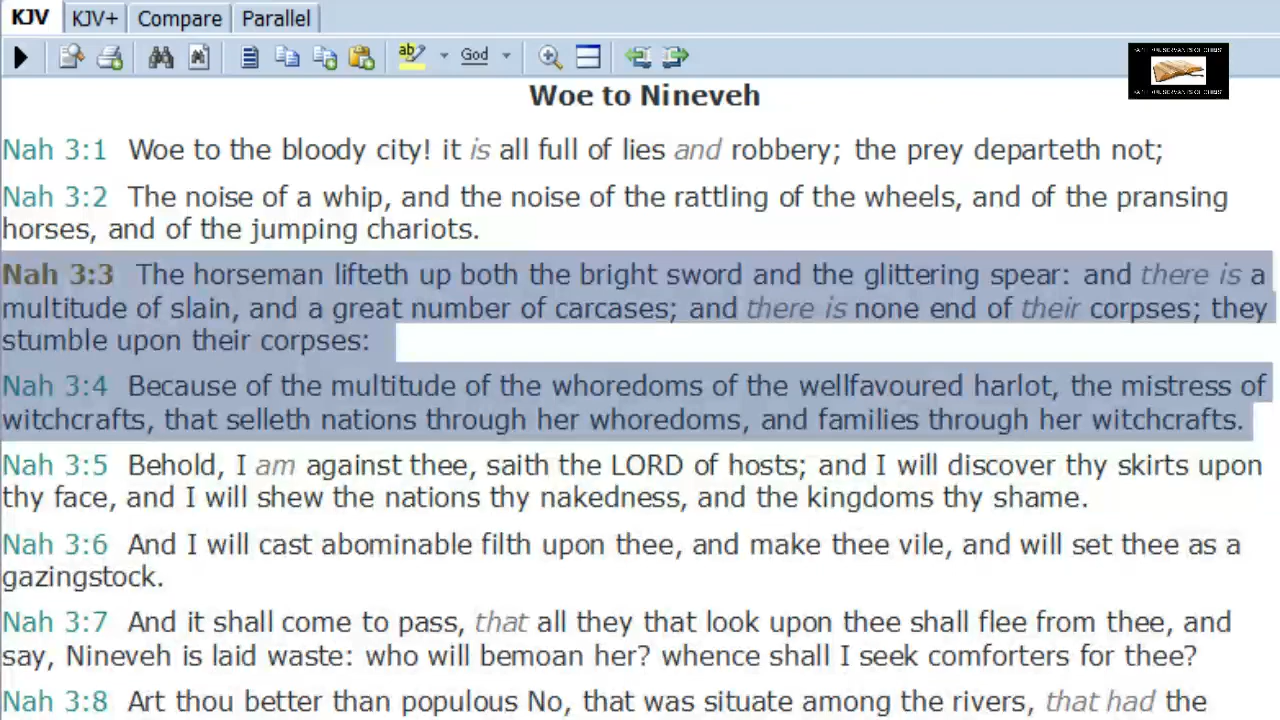 KJV KJV+ Compare Parallel
ab God
Woe to Nineveh
Nah 3:1 Woe to the bloody city! it is all full of lies and robbery; the prey departeth not;
Nah 3:2 The noise of a whip, and the noise of the rattling of the wheels, and of the pransing
horses, and of the jumping chariots.
Nah 3:3 The horseman lifteth up both the bright sword and the glittering spear: and there is a
multitude of slain, and a great number of carcases; and there is none end of their corpses; they
stumble upon their corpses:
Nah 3:4 Because of the multitude of the whoredoms of the wellfavoured harlot, the mistress of
witchcrafts, that selleth nations through her whoredoms, and families through her witchcrafts.
Nah 3:5 Behold, I am against thee, saith the LORD of hosts; and I will discover thy skirts upon
thy face, and I will shew the nations thy nakedness, and the kingdoms thy shame.
Nah 3:6 And I will cast abominable filth upon thee, and make thee vile, and will set thee as a
gazingstock.
Nah 3:7 And it shall come to pass, that all they that look upon thee shall flee from thee, and
say, Nineveh is laid waste: who will bemoan her? whence shall I seek comforters for thee?
Nah 3:8 Art thou better than populous No, that was situate among the rivers, that had the